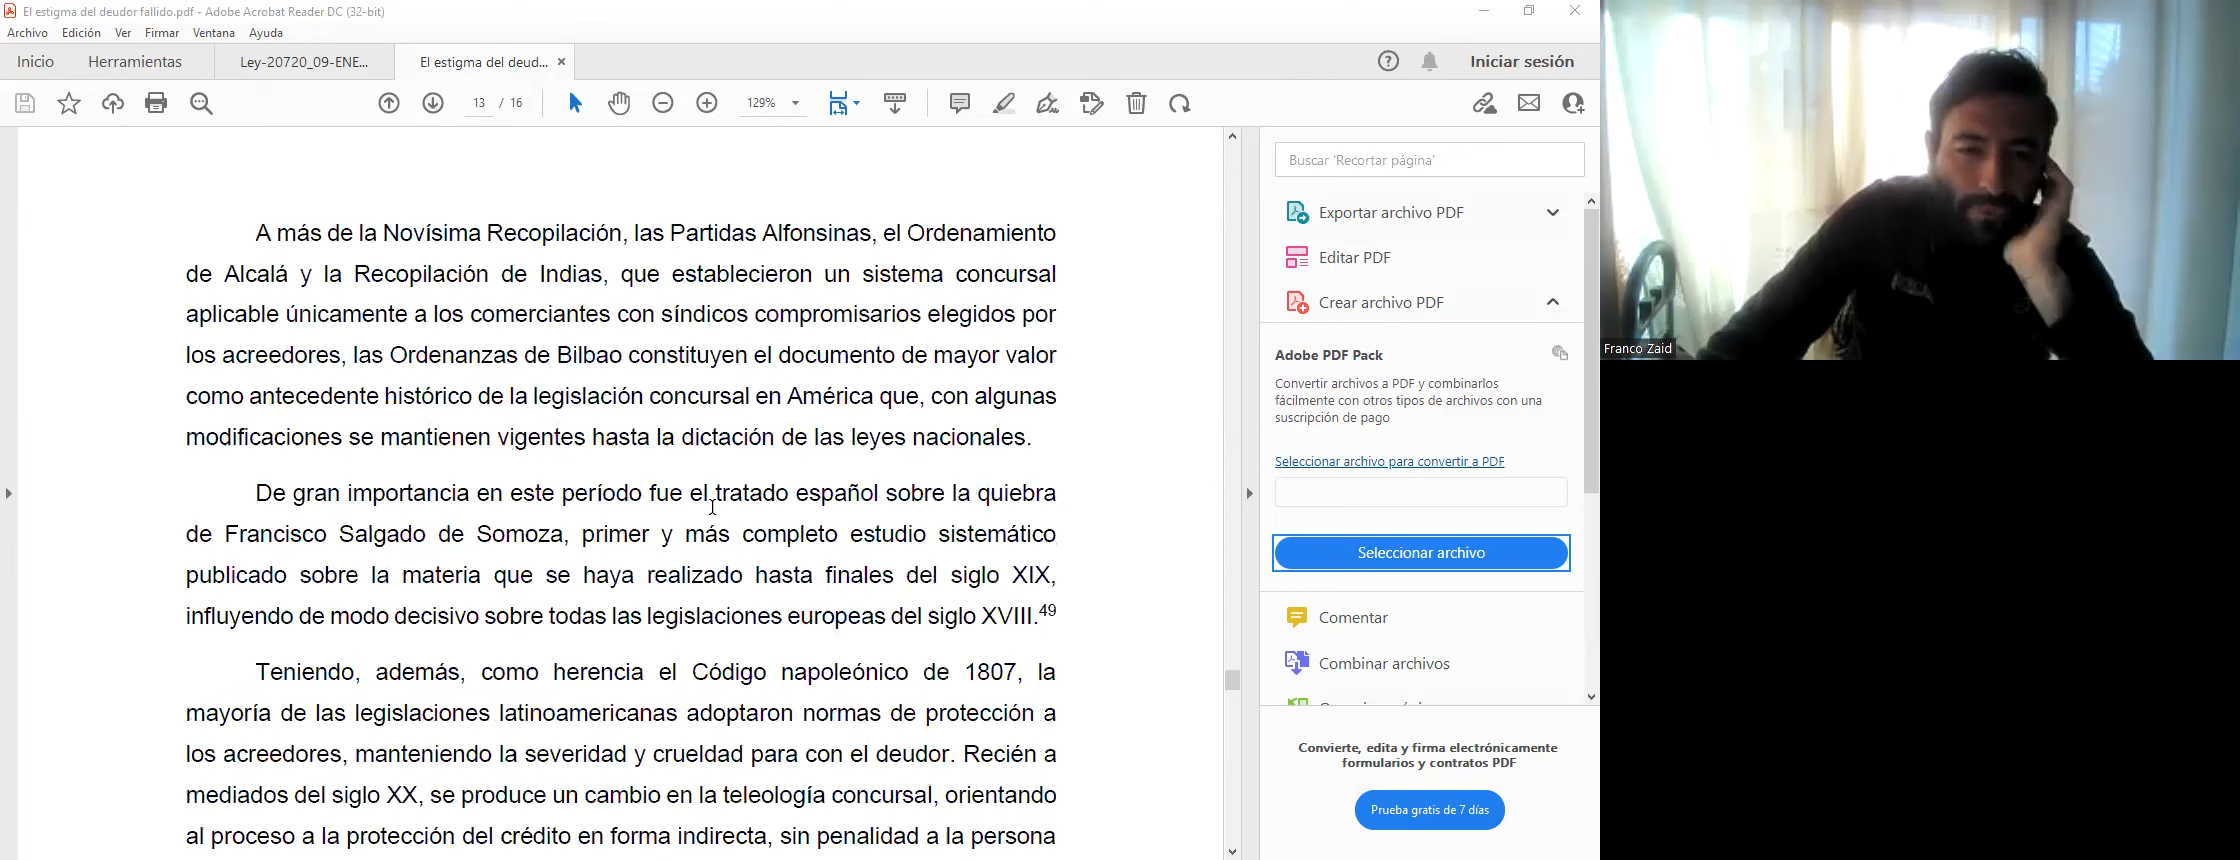 El estigma del deudor fallido.pdf - Adobe Acrobat Reader DC (32-bit)
Archivo Edición Ver Firmar Ventana Ayuda
Inicio Herramientas Ley-20720_09-ENE... El estigma del deud... × Iniciar sesión
13 / 16 129%
A más de la Novísima Recopilación, las Partidas Alfonsinas, el Ordenamiento
de Alcalá y la Recopilación de Indias, que establecieron un sistema concursal
aplicable únicamente a los comerciantes con síndicos compromisarios elegidos por
los acreedores, las Ordenanzas de Bilbao constituyen el documento de mayor valor
como antecedente histórico de la legislación concursal en América que, con algunas
modificaciones se mantienen vigentes hasta la dictación de las leyes nacionales.
De gran importancia en este período fue el tratado español sobre la quiebra
de Francisco Salgado de Somoza, primer y más completo estudio sistemático
publicado sobre la materia que se haya realizado hasta finales del siglo XIX,
influyendo de modo decisivo sobre todas las legislaciones europeas del siglo XVIII.49
Teniendo, además, como herencia el Código napoleónico de 1807, la
mayoría de las legislaciones latinoamericanas adoptaron normas de protección a
los acreedores, manteniendo la severidad y crueldad para con el deudor. Recién a
mediados del siglo XX, se produce un cambio en la teleología concursal, orientando
al proceso a la protección del crédito en forma indirecta, sin penalidad a la persona
Buscar 'Recortar página'
Exportar archivo PDF
Editar PDF
Crear archivo PDF
Adobe PDF Pack
Convertir archivos a PDF y combinarlos
fácilmente con otros tipos de archivos con una
suscripción de pago
Seleccionar archivo para convertir a PDF
Seleccionar archivo
Comentar
Combinar archivos
Convierte, edita y firma electrónicamente
formularios y contratos PDF
Prueba gratis de 7 días
Franco Zaid